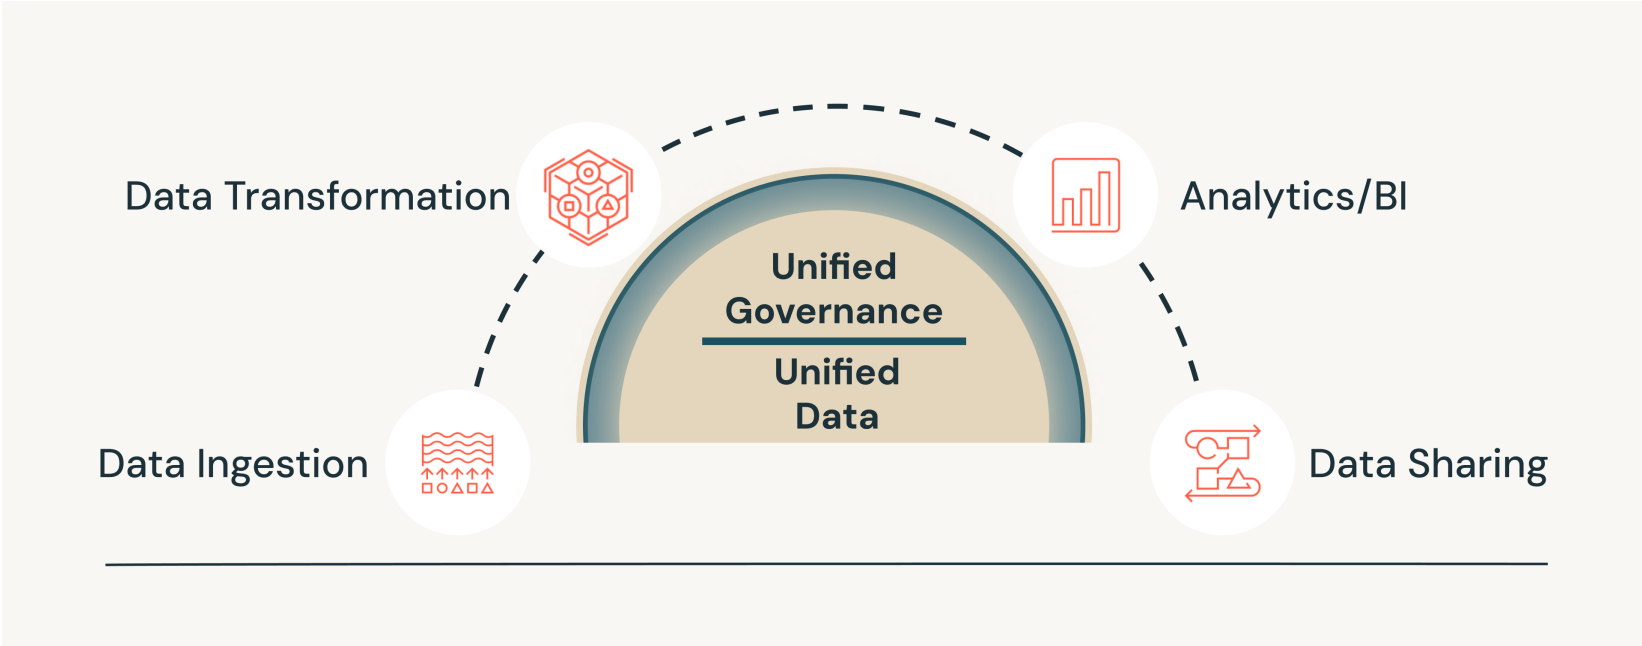 Data Transformation
Analytics/BI
Unified
Governance
Unified
Data
Data Ingestion
Data Sharing